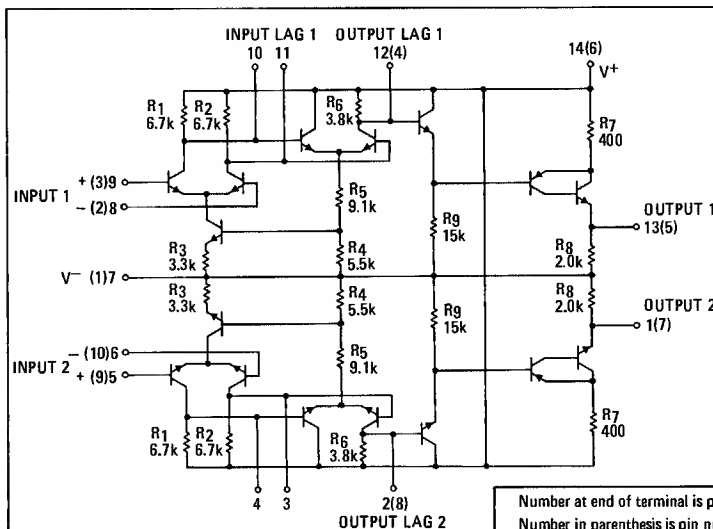 INPUT LAG 1 OUTPUT LAG 1
10 11 12(4) 14(6)
V+
R1 6.7k
R2 6.7k
R6 3.8k
R7 400
+ (3)9
INPUT 1
− (2)8
R5 9.1k
R9 15k
OUTPUT 1
13(5)
R3 3.3k
R4 5.5k
R8 2.0k
V− (1)7
R3 3.3k
R4 5.5k
R9 15k
R8 2.0k
OUTPUT 2
1(7)
− (10)6
INPUT 2
+ (9)5
R5 9.1k
R1 6.7k
R2 6.7k
R6 3.8k
R7 400
4 3 2(8)
OUTPUT LAG 2
Number at end of terminal is
Number in parenthesis is pin